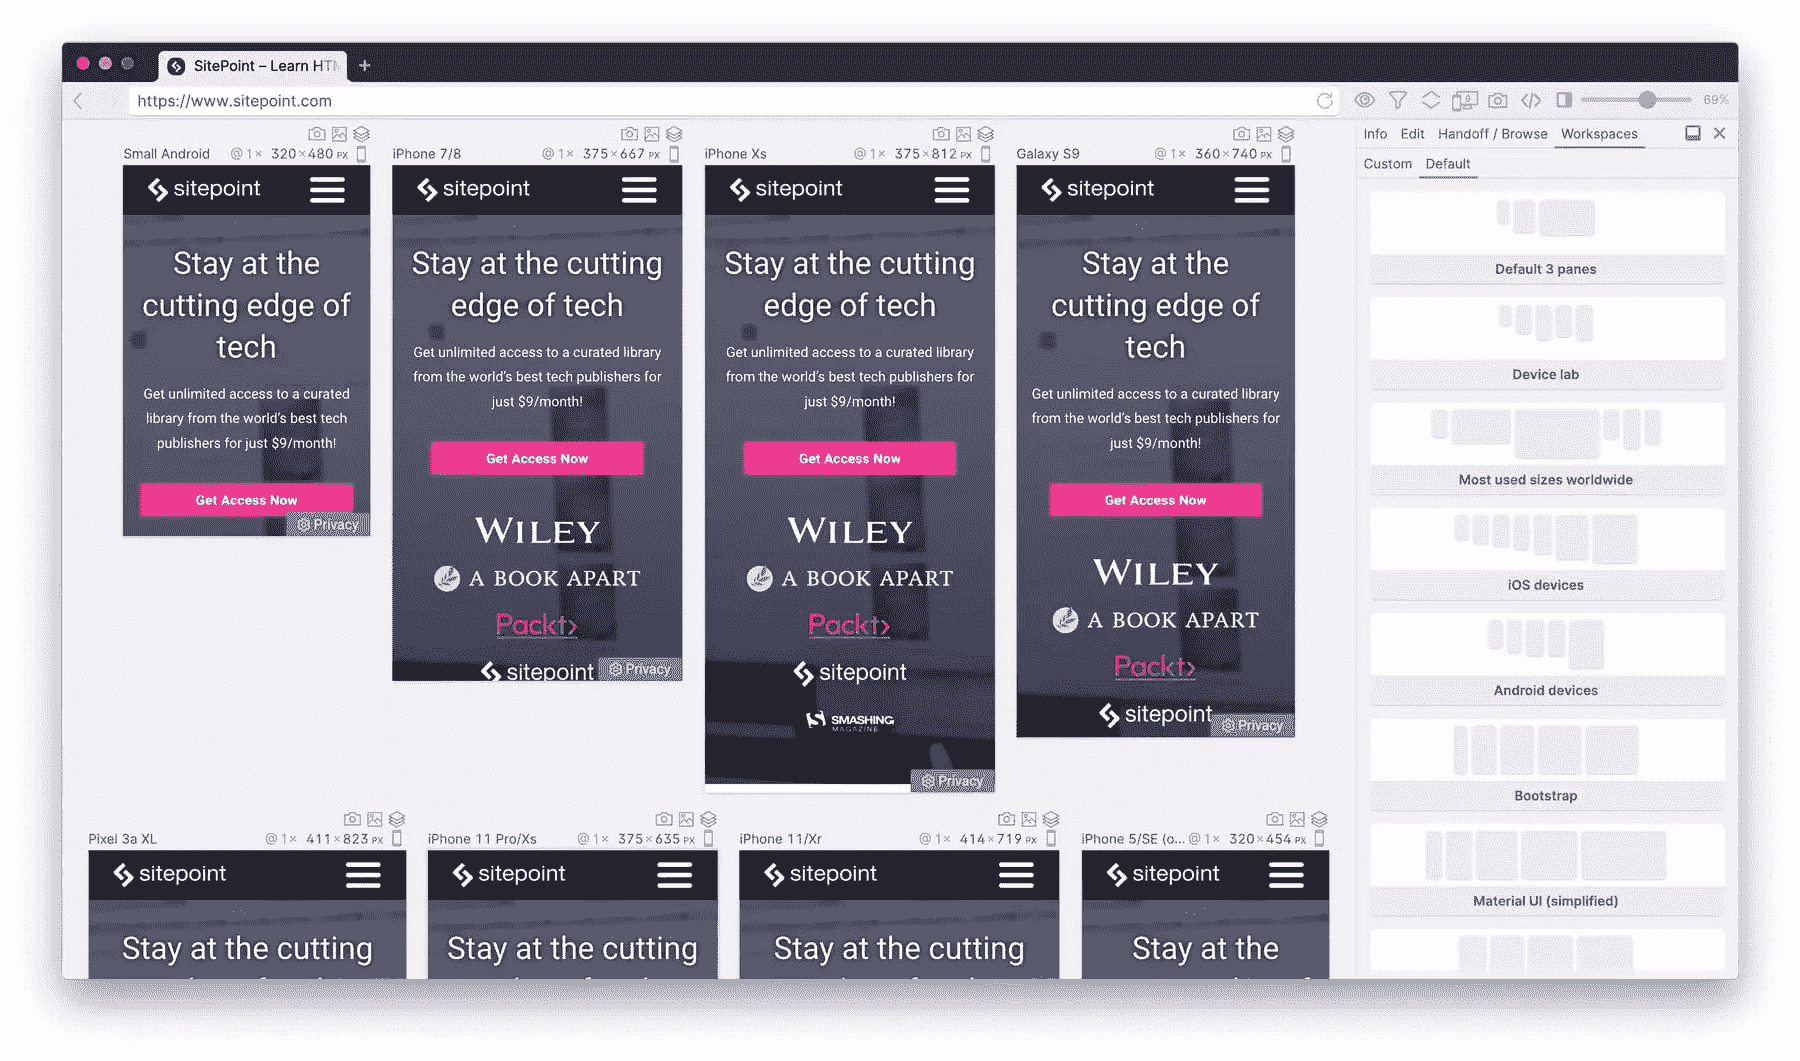 SitePoint – Learn HTM
https://www.sitepoint.com
69%
Info Edit Handoff / Browse Workspaces
Custom Default
Small Android @ 1× 320×480 PX
sitepoint
Stay at the
cutting edge of
tech
Get unlimited access to a curated
library from the world's best tech
publishers for just $9/month!
Get Access Now
Privacy
iPhone 7/8 @ 1× 375×667 PX
sitepoint
Stay at the cutting
edge of tech
Get unlimited access to a curated library
from the world's best tech publishers for
just $9/month!
Get Access Now
WILEY
A BOOK APART
Packt>
sitepoint
Privacy
iPhone Xs @ 1× 375×812 PX
sitepoint
Stay at the cutting
edge of tech
Get unlimited access to a curated library
from the world's best tech publishers for
just $9/month!
Get Access Now
WILEY
A BOOK APART
Packt>
sitepoint
SMASHING
MAGAZINE
Privacy
Galaxy S9 @ 1× 360×740 PX
sitepoint
Stay at the
cutting edge of
tech
Get unlimited access to a curated library
from the world's best tech publishers for
just $9/month!
Get Access Now
WILEY
A BOOK APART
Packt>
sitepoint
Privacy
Pixel 3a XL @ 1× 411×823 PX
sitepoint
Stay at the cutting
iPhone 11 Pro/Xs @ 1× 375×635 PX
sitepoint
Stay at the cutting
iPhone 11/Xr @ 1× 414×719 PX
sitepoint
Stay at the cutting
iPhone 5/SE (o... @ 1× 320×454 PX
sitepoint
Stay at the
Default 3 panes
Device lab
Most used sizes worldwide
iOS devices
Android devices
Bootstrap
Material UI (simplified)